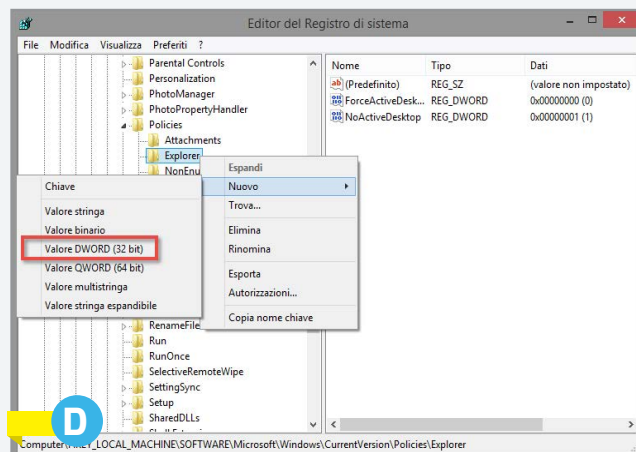 Editor del Registro di sistema
File Modifica Visualizza Preferiti ?
Parental Controls
Personalization
PhotoManager
PhotoPropertyHandler
Policies
Attachments
Explorer
NonEnu
Nome Tipo Dati
(Predefinito) REG_SZ (valore non impostato)
ForceActiveDesk... REG_DWORD 0x00000000 (0)
NoActiveDesktop REG_DWORD 0x00000001 (1)
Espandi
Nuovo
Trova...
Elimina
Rinomina
Esporta
Autorizzazioni...
Copia nome chiave
Chiave
Valore stringa
Valore binario
Valore DWORD (32 bit)
Valore QWORD (64 bit)
Valore multistringa
Valore stringa espandibile
RenameFile
Run
RunOnce
SelectiveRemoteWipe
SettingSync
Setup
SharedDLLs
D
Computer\HKEY_LOCAL_MACHINE\SOFTWARE\Microsoft\Windows\CurrentVersion\Policies\Explorer